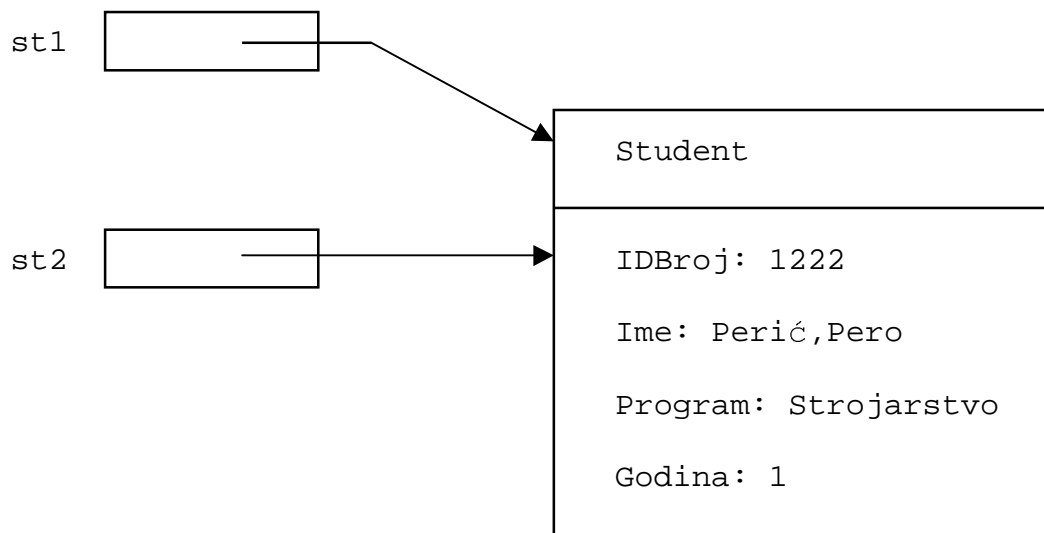 st1
Student
st2
IDBroj: 1222
Ime: Perić,Pero
Program: Strojarstvo
Godina: 1